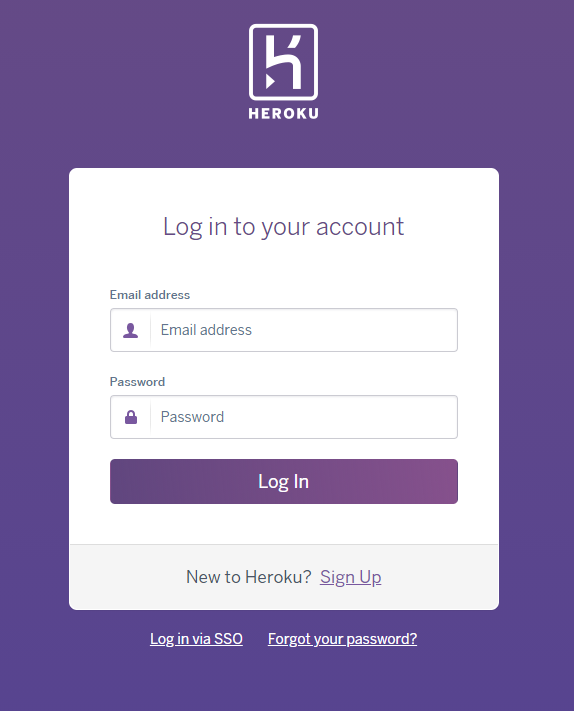 HEROKU
Log in to your account
Email address
Email address
Password
Password
Log In
New to Heroku? Sign Up
Log in via SSO Forgot your password?